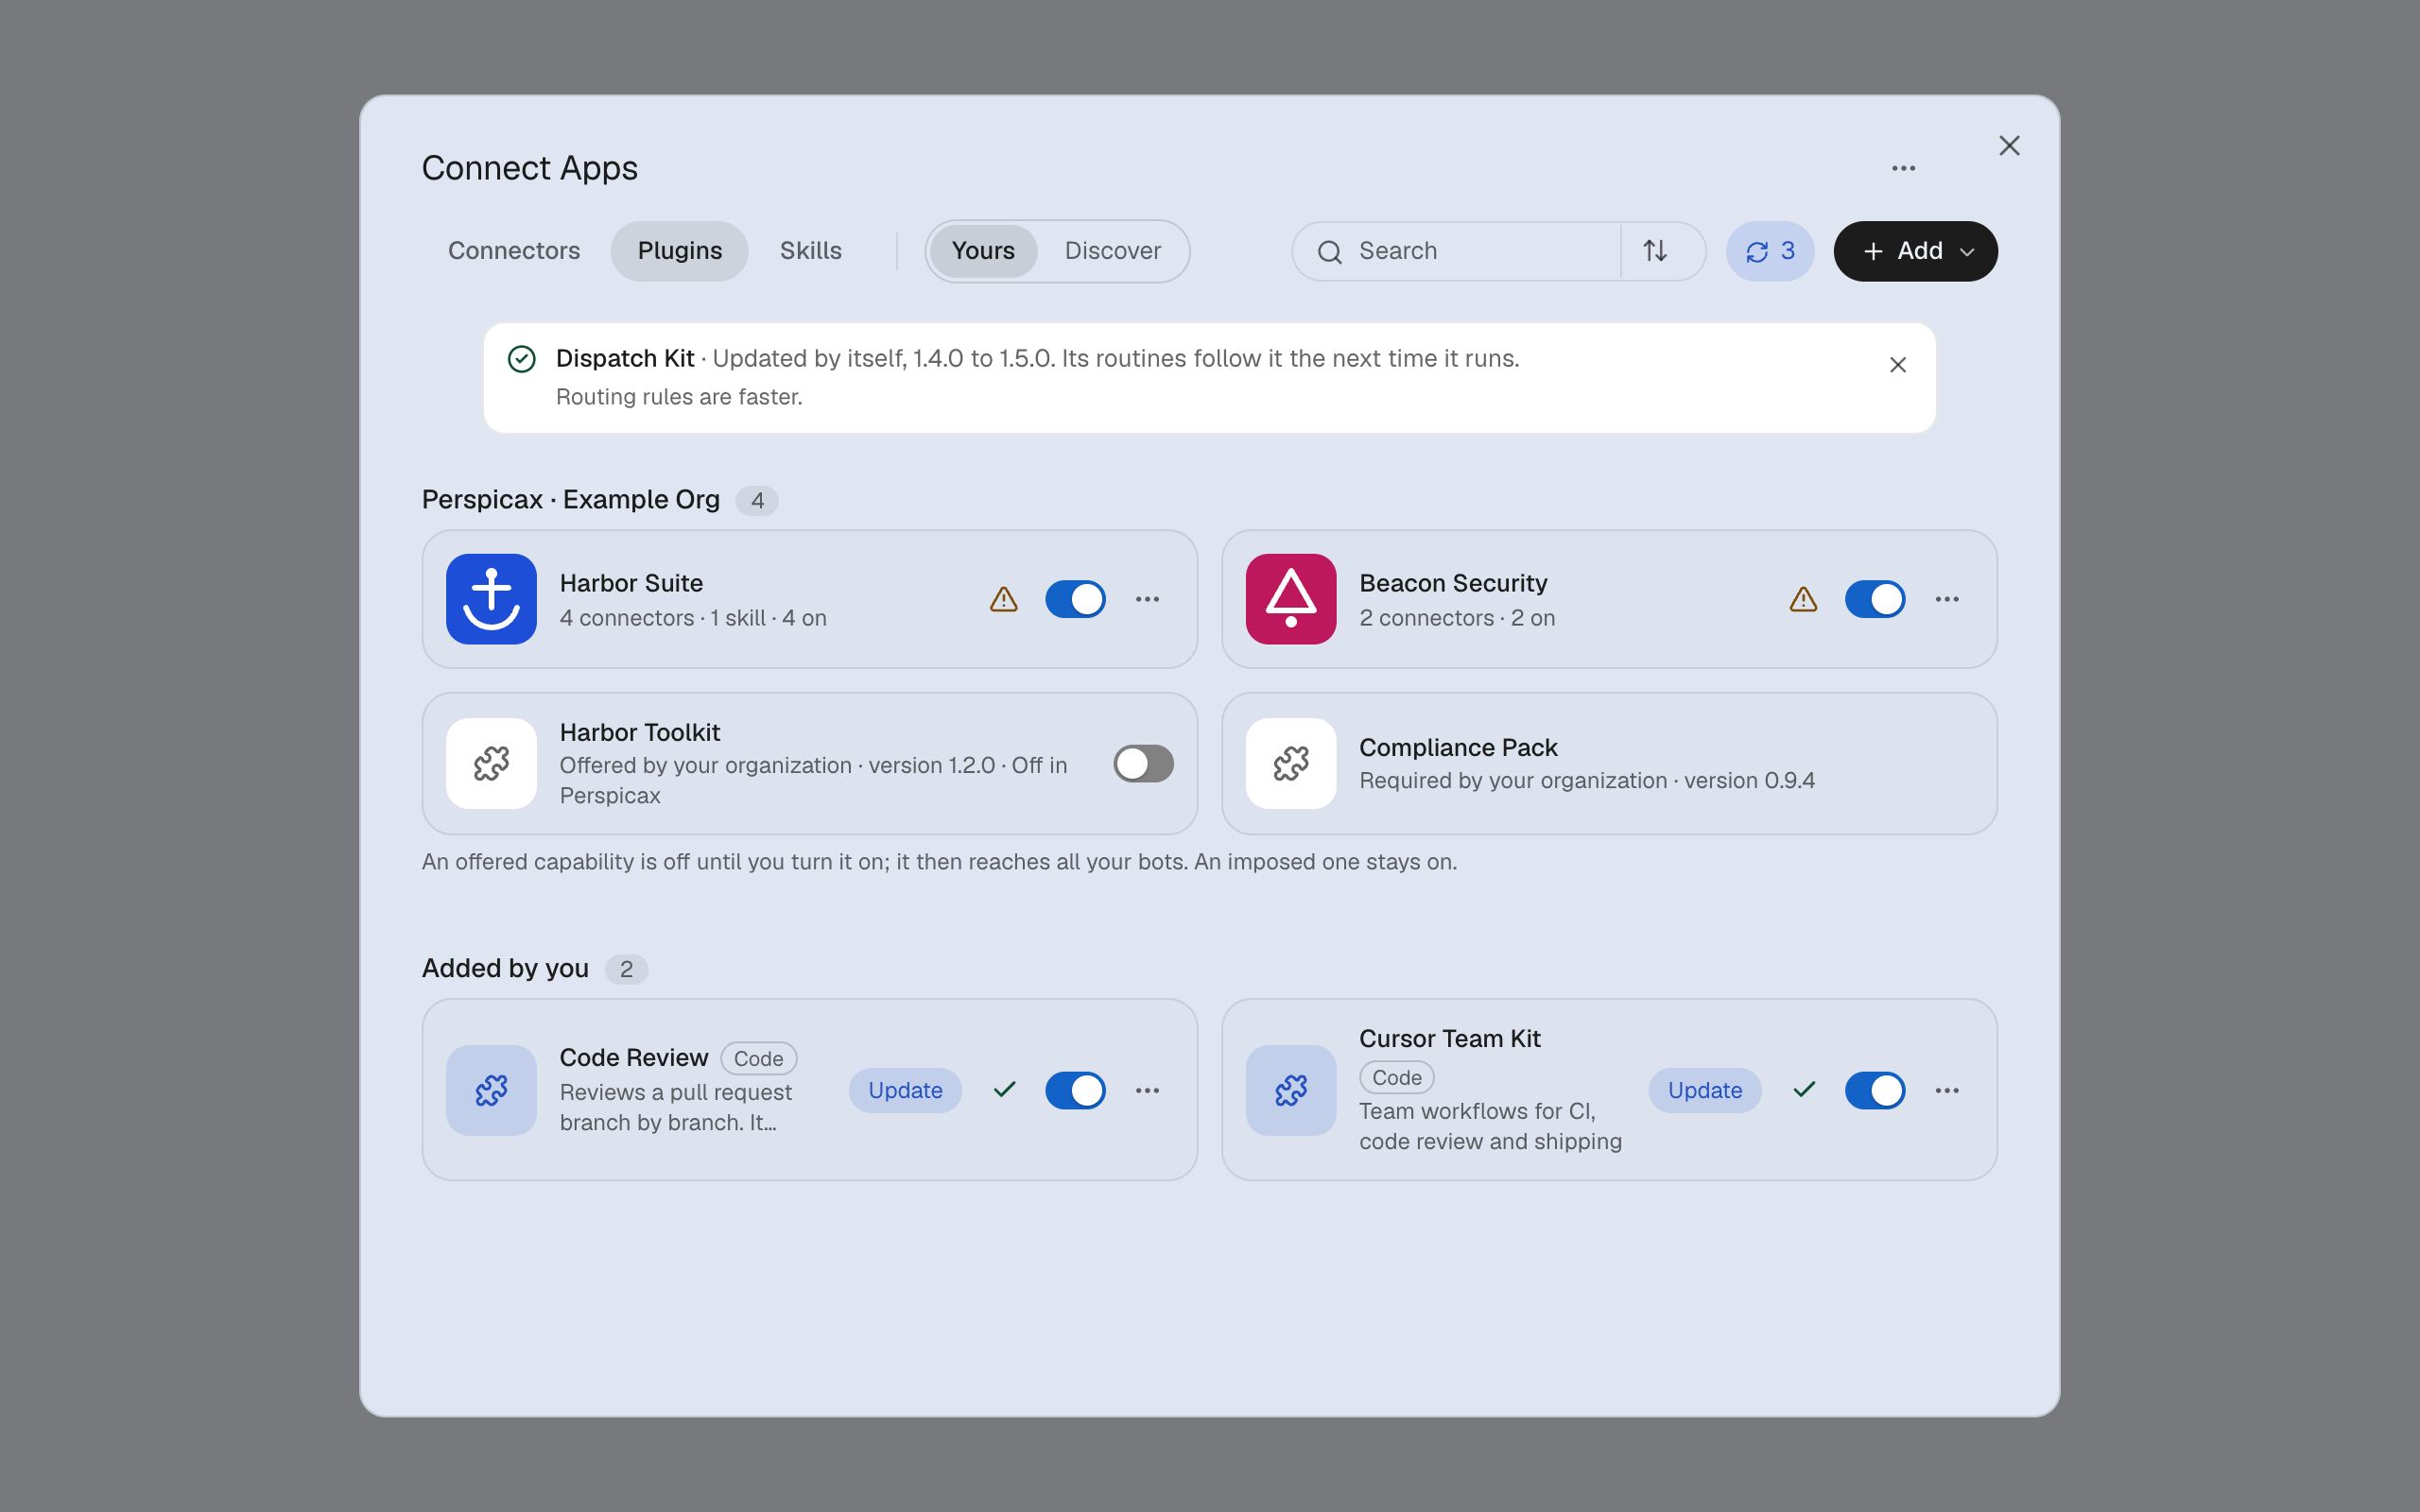 Connect Apps
Connectors Plugins Skills Yours Discover Search 3 Add
Dispatch Kit · Updated by itself, 1.4.0 to 1.5.0. Its routines follow it the next time it runs.
Routing rules are faster.
Perspicax · Example Org 4
Harbor Suite
4 connectors · 1 skill · 4 on
Beacon Security
2 connectors · 2 on
Harbor Toolkit
Offered by your organization · version 1.2.0 · Off in
Perspicax
Compliance Pack
Required by your organization · version 0.9.4
An offered capability is off until you turn it on; it then reaches all your bots. An imposed one stays on.
Added by you 2
Code Review Code
Reviews a pull request
branch by branch. It...
Update
Cursor Team Kit
Code
Team workflows for CI,
code review and shipping
Update